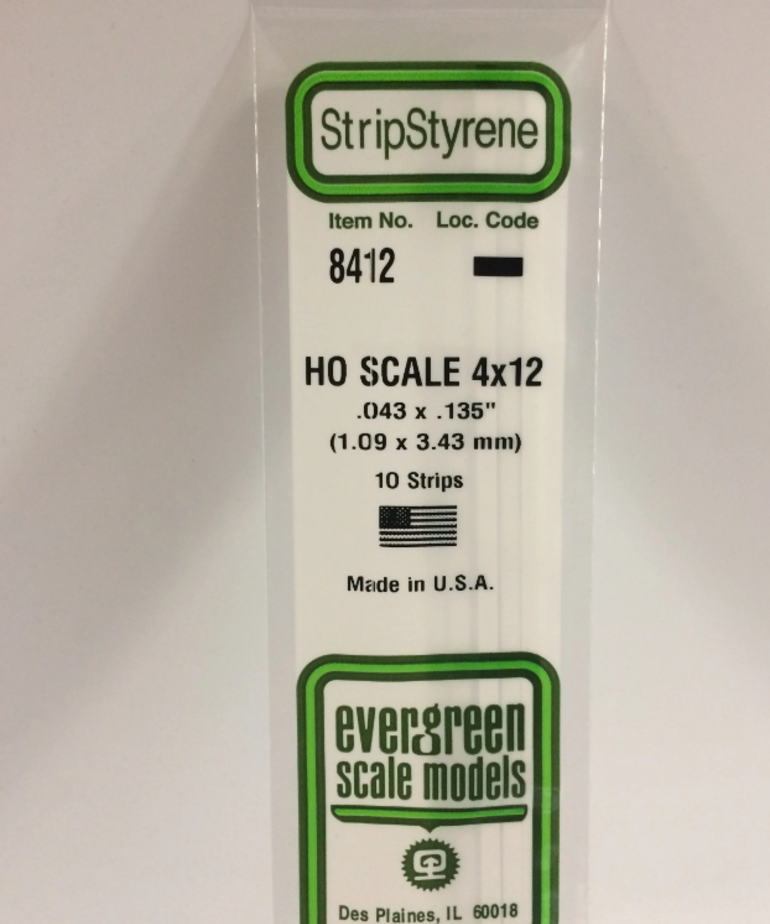 StripStyrene
Item No. Loc. Code
8412
HO SCALE 4x12
.043 x .135"
(1.09 x 3.43 mm)
10 Strips
Made in U.S.A.
evergreen
scale models
Des Plaines, IL 60018